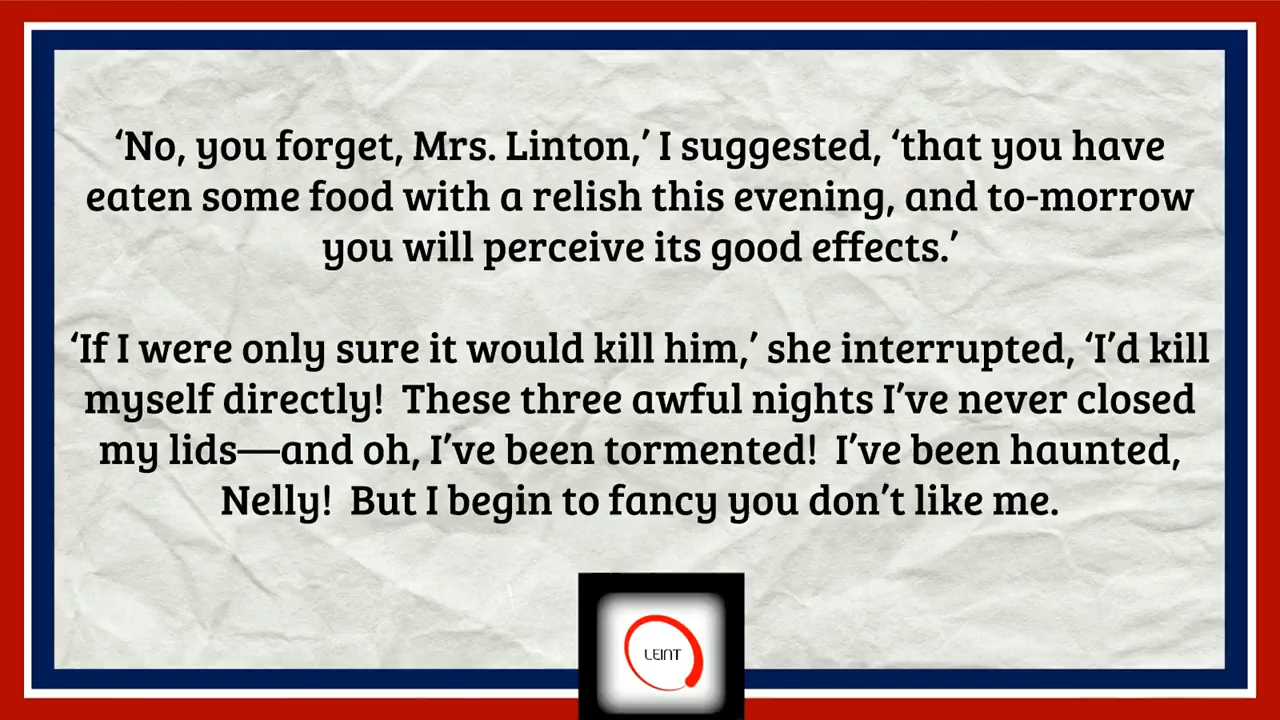 ‘No, you forget, Mrs. Linton,’ I suggested, ‘that you have
eaten some food with a relish this evening, and to-morrow
you will perceive its good effects.’
‘If I were only sure it would kill him,’ she interrupted, ‘I’d kill
myself directly!  These three awful nights I’ve never closed
my lids—and oh, I’ve been tormented!  I’ve been haunted,
Nelly!  But I begin to fancy you don’t like me.
LEINT